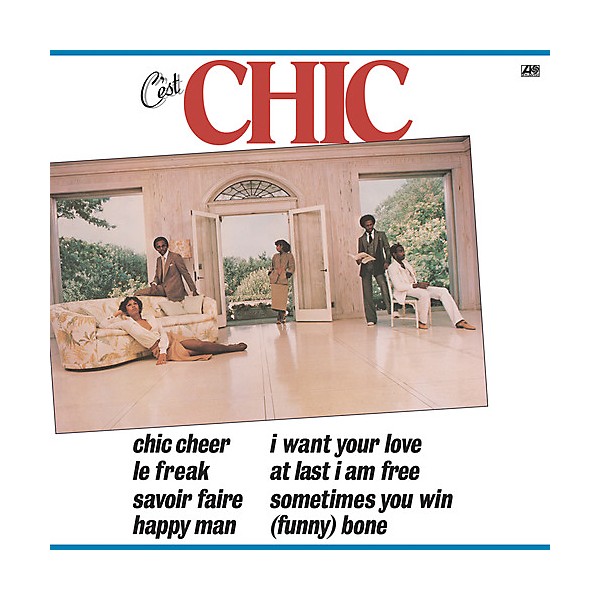 C'est CHIC
chic cheer
le freak
savoir faire
happy man
i want your love
at last i am free
sometimes you win
(funny) bone